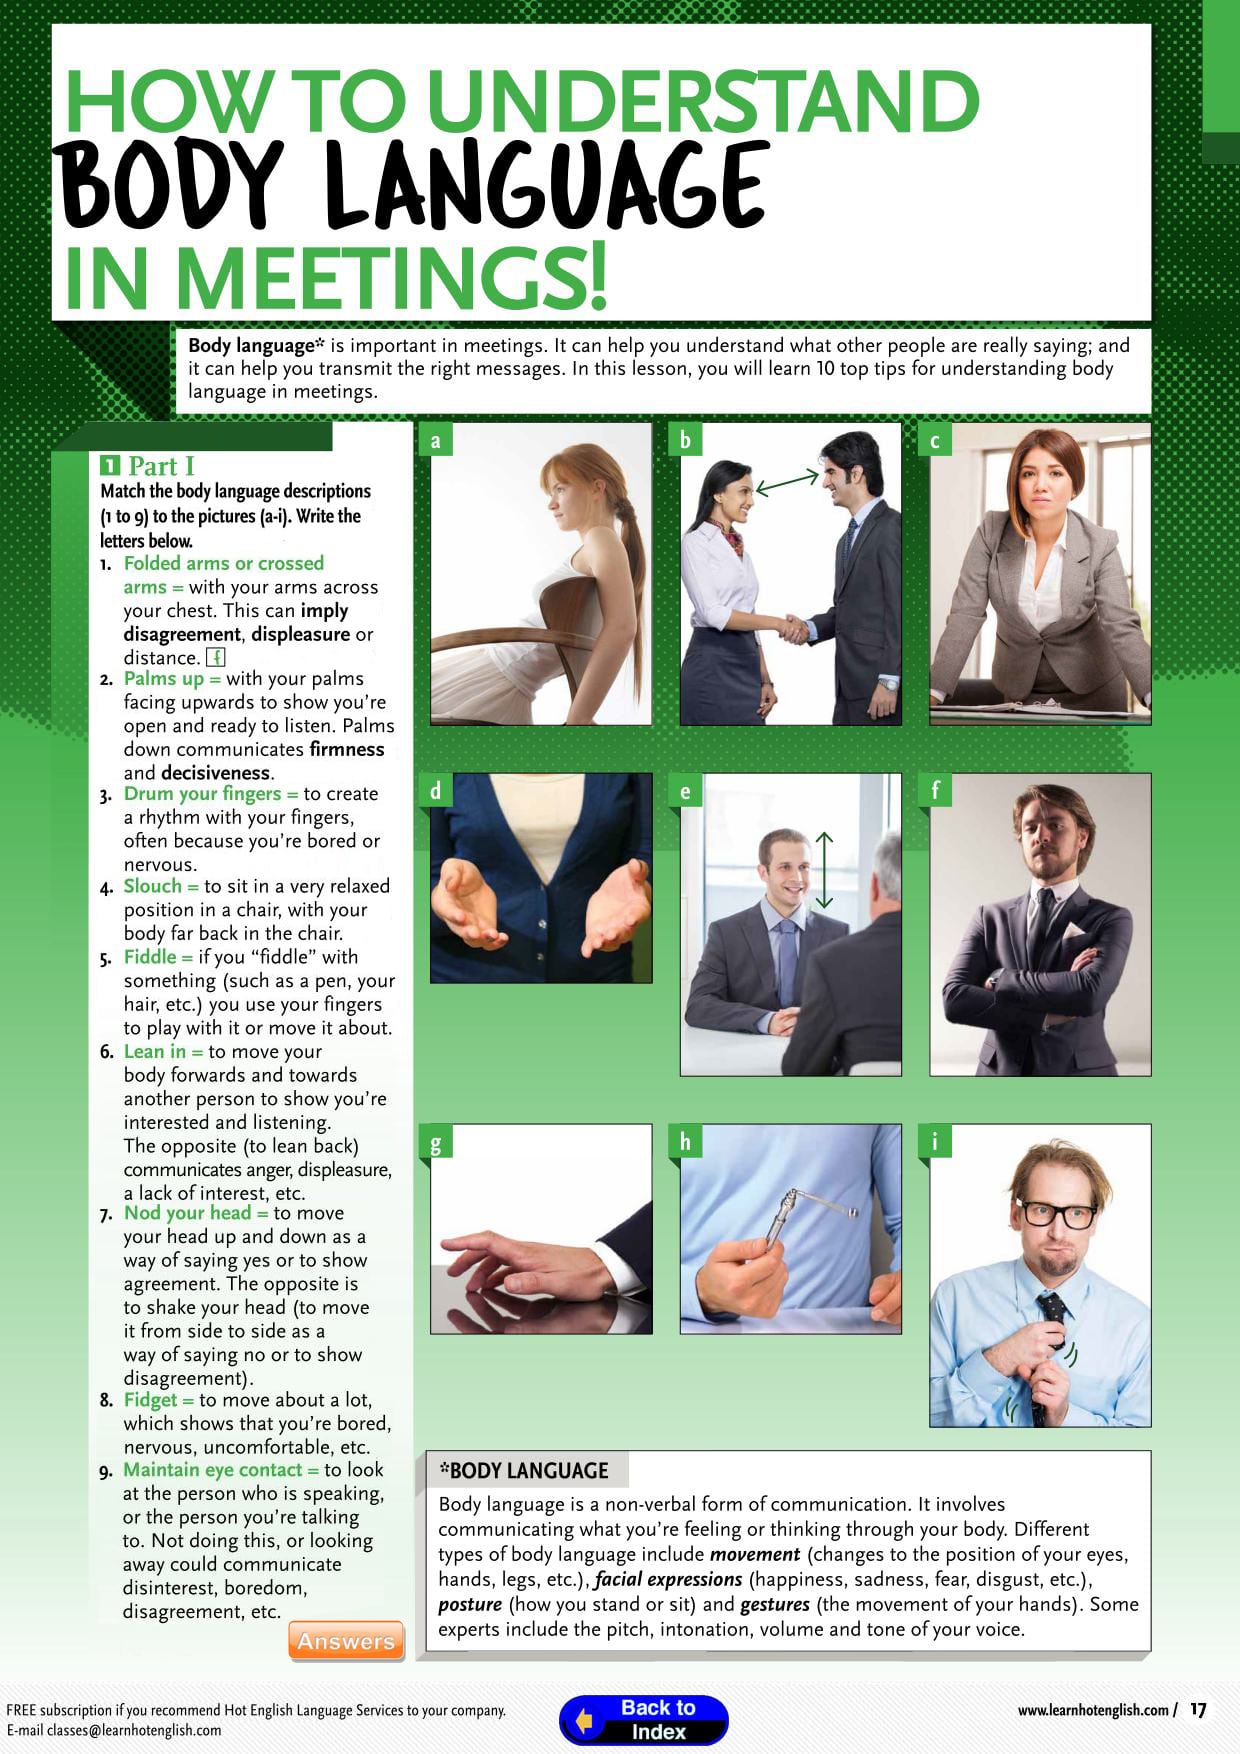 HOW TO UNDERSTAND
BODY LANGUAGE
IN MEETINGS!
Body language* is important in meetings. It can help you understand what other people are really saying; and
it can help you transmit the right messages. In this lesson, you will learn 10 top tips for understanding body
language in meetings.
1 Part I
Match the body language descriptions
(1 to 9) to the pictures (a-i). Write the
letters below.
1. Folded arms or crossed
arms = with your arms across
your chest. This can imply
disagreement, displeasure or
distance. f
2. Palms up = with your palms
facing upwards to show you're
open and ready to listen. Palms
down communicates firmness
and decisiveness.
3. Drum your fingers = to create
a rhythm with your fingers,
often because you're bored or
nervous.
4. Slouch = to sit in a very relaxed
position in a chair, with your
body far back in the chair.
5. Fiddle = if you "fiddle" with
something (such as a pen, your
hair, etc.) you use your fingers
to play with it or move it about.
6. Lean in = to move your
body forwards and towards
another person to show you're
interested and listening.
The opposite (to lean back)
communicates anger, displeasure,
a lack of interest, etc.
7. Nod your head = to move
your head up and down as a
way of saying yes or to show
agreement. The opposite is
to shake your head (to move
it from side to side as a
way of saying no or to show
disagreement).
8. Fidget = to move about a lot,
which shows that you're bored,
nervous, uncomfortable, etc.
9. Maintain eye contact = to look
at the person who is speaking,
or the person you're talking
to. Not doing this, or looking
away could communicate
disinterest, boredom,
disagreement, etc.
Answers
a
b
c
d
e
f
g
h
i
*BODY LANGUAGE
Body language is a non-verbal form of communication. It involves
communicating what you're feeling or thinking through your body. Different
types of body language include movement (changes to the position of your eyes,
hands, legs, etc.), facial expressions (happiness, sadness, fear, disgust, etc.),
posture (how you stand or sit) and gestures (the movement of your hands). Some
experts include the pitch, intonation, volume and tone of your voice.
FREE subscription if you recommend Hot English Language Services to your company.
E-mail classes@learnhotenglish.com
Back to
Index
www.learnhotenglish.com / 17